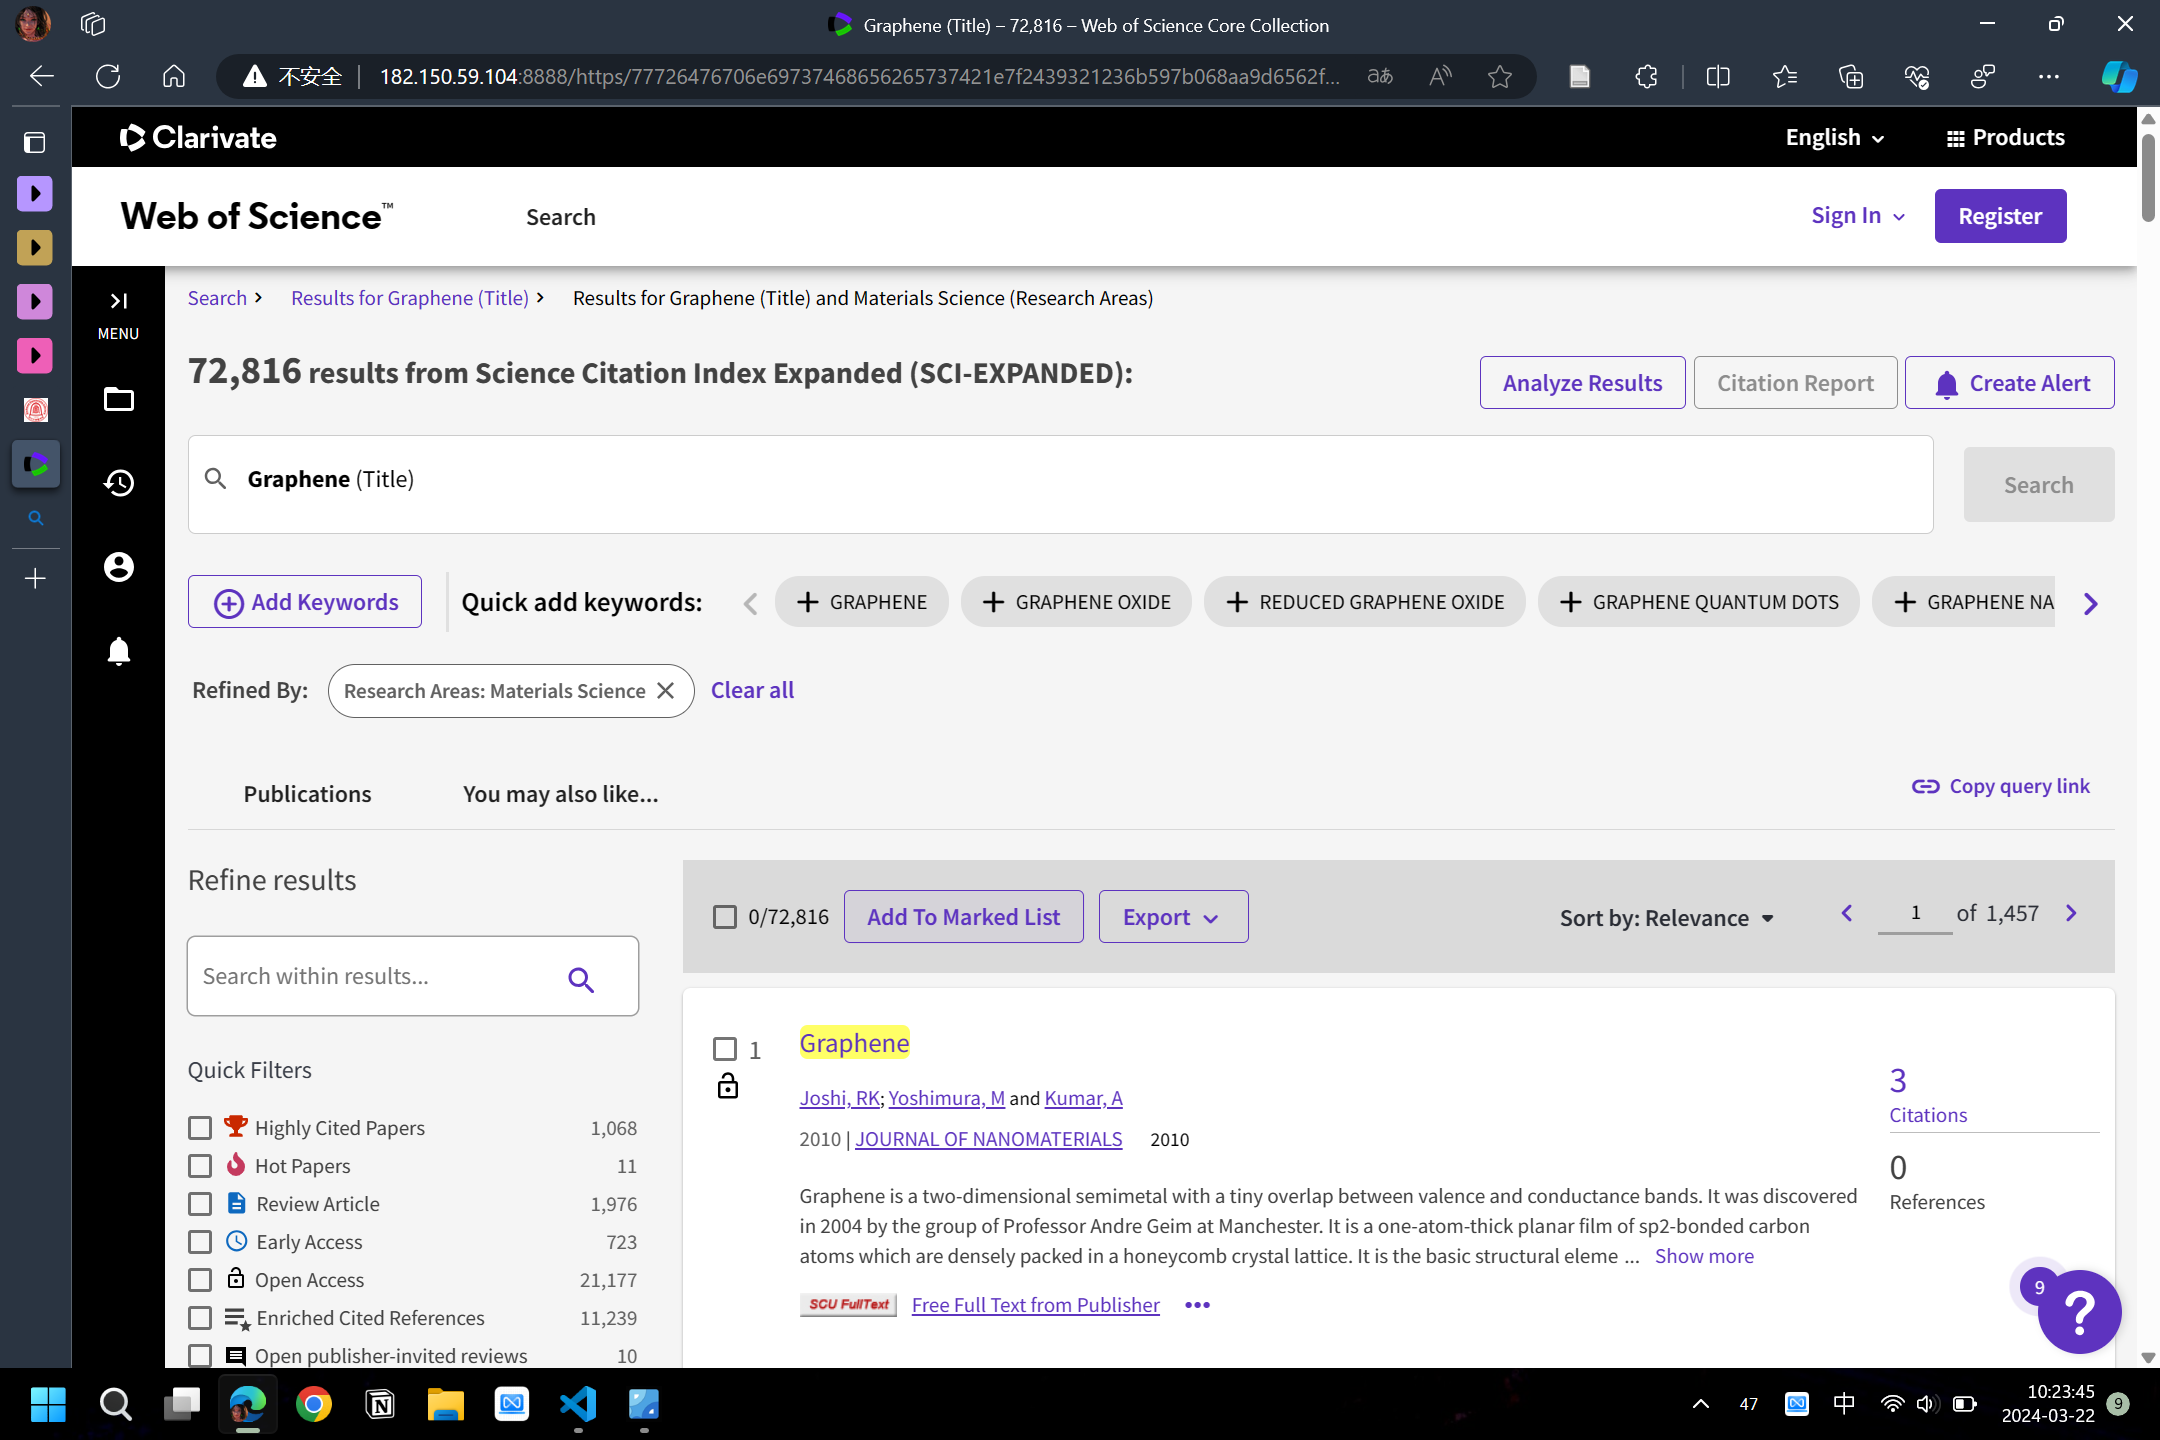 Graphene (Title) – 72,816 – Web of Science Core Collection
不安全 182.150.59.104:8888/https/77726476706e69737468656265737421e7f2439321236b597b068aa9d6562f...
Clarivate English Products
Web of Science™ Search Sign In Register
Search Results for Graphene (Title) Results for Graphene (Title) and Materials Science (Research Areas)
MENU
72,816 results from Science Citation Index Expanded (SCI-EXPANDED):
Analyze Results Citation Report Create Alert
Graphene (Title)
Search
Add Keywords Quick add keywords: GRAPHENE GRAPHENE OXIDE REDUCED GRAPHENE OXIDE GRAPHENE QUANTUM DOTS GRAPHENE NA
Refined By: Research Areas: Materials Science Clear all
Publications You may also like...
Copy query link
Refine results
Search within results...
Quick Filters
Highly Cited Papers 1,068
Hot Papers 11
Review Article 1,976
Early Access 723
Open Access 21,177
Enriched Cited References 11,239
Open publisher-invited reviews 10
0/72,816 Add To Marked List Export Sort by: Relevance 1 of 1,457
1 Graphene
Joshi, RK; Yoshimura, M and Kumar, A
2010 | JOURNAL OF NANOMATERIALS 2010
Graphene is a two-dimensional semimetal with a tiny overlap between valence and conductance bands. It was discovered
in 2004 by the group of Professor Andre Geim at Manchester. It is a one-atom-thick planar film of sp2-bonded carbon
atoms which are densely packed in a honeycomb crystal lattice. It is the basic structural eleme ... Show more
SCU FullText Free Full Text from Publisher
3
Citations
0
References
9
?
47 中 10:23:45
2024-03-22 9